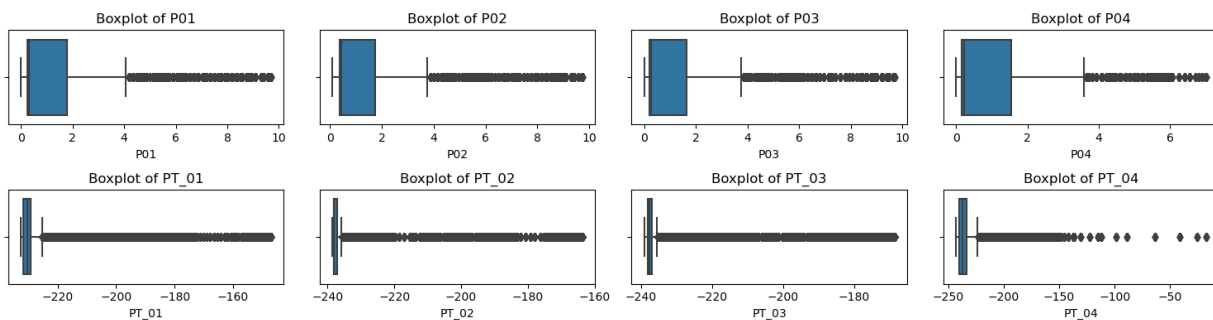 Boxplot of P01 Boxplot of P02 Boxplot of P03 Boxplot of P04
0 2 4 6 8 10 0 2 4 6 8 10 0 2 4 6 8 10 0 2 4 6
P01 P02 P03 P04
Boxplot of PT_01 Boxplot of PT_02 Boxplot of PT_03 Boxplot of PT_04
−220 −200 −180 −160 −240 −220 −200 −180 −160 −240 −220 −200 −180 −250 −200 −150 −100 −50
PT_01 PT_02 PT_03 PT_04